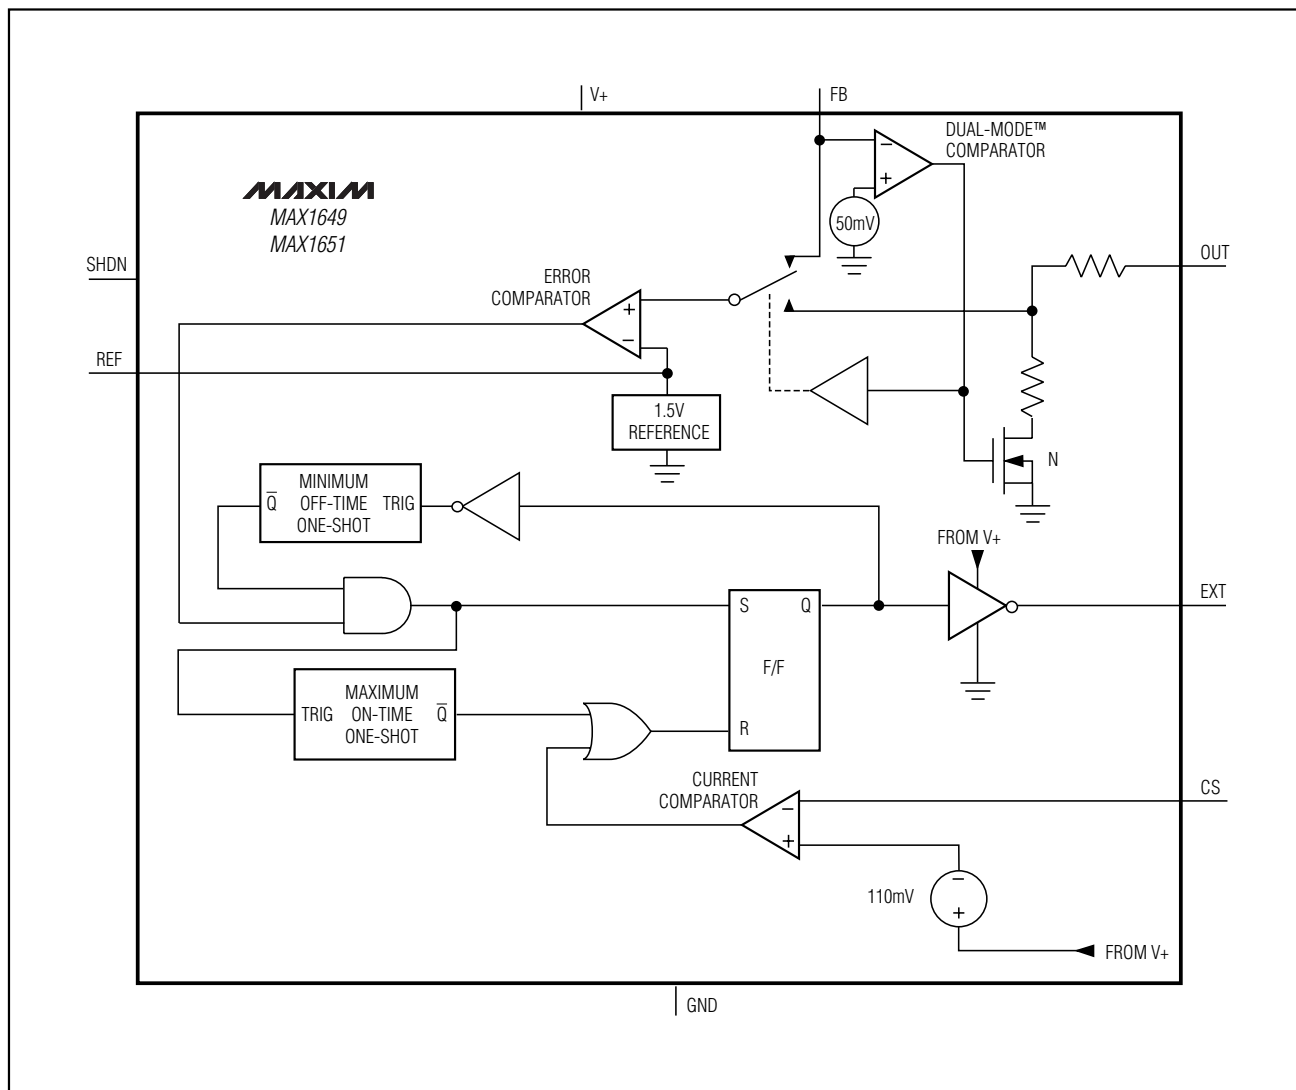 V+
FB
DUAL-MODE™
COMPARATOR
−
+
50mV
MAXIM
MAX1649
MAX1651
SHDN
OUT
ERROR
COMPARATOR
+
−
REF
1.5V
REFERENCE
N
MINIMUM
Q̅ OFF-TIME TRIG
ONE-SHOT
FROM V+
S Q
EXT
F/F
MAXIMUM
TRIG ON-TIME Q̅
ONE-SHOT
R
CURRENT
COMPARATOR
−
+
CS
110mV
−
+
FROM V+
GND